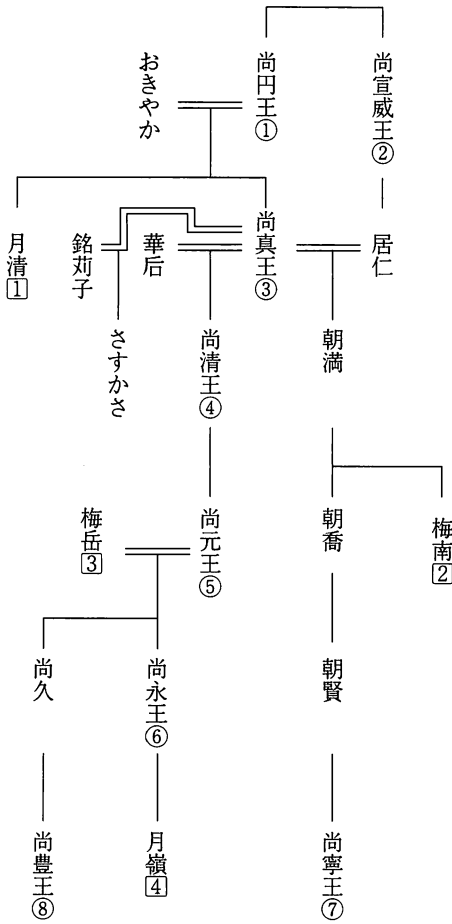 尚宣威王②
尚円王①
おきやか
居仁
尚真王③
華后
銘苅子
月清1
朝満
尚清王④
さすかさ
梅南2
朝喬
尚元王⑤
梅岳3
朝賢
尚永王⑥
尚久
尚寧王⑦
月嶺4
尚豊王⑧